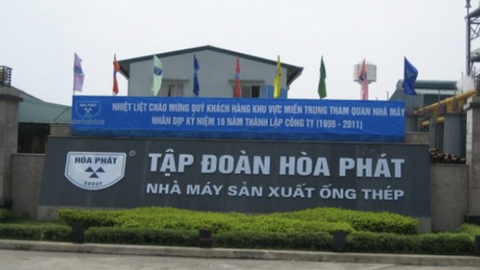 HÒA PHÁT
NHIỆT LIỆT CHÀO MỪNG QUÝ KHÁCH HÀNG KHU VỰC MIỀN TRUNG THAM QUAN NHÀ MÁY
NHÂN DỊP KỶ NIỆM 15 NĂM THÀNH LẬP CÔNG TY (1996 - 2011)
HÒA PHÁT
GROUP
TẬP ĐOÀN HÒA PHÁT
NHÀ MÁY SẢN XUẤT ỐNG THÉP